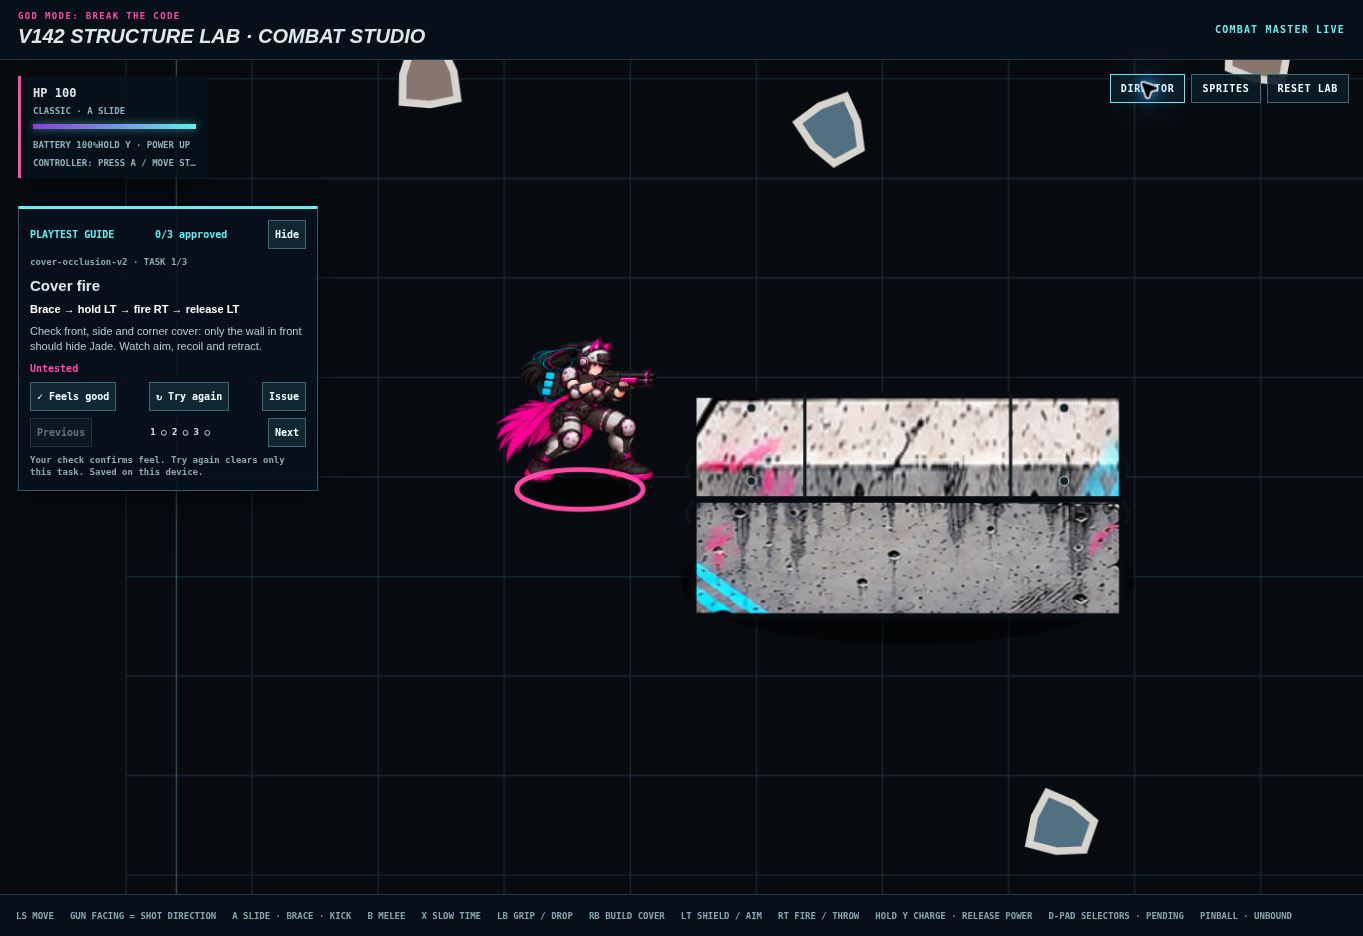 GOD MODE: BREAK THE CODE
V142 STRUCTURE LAB · COMBAT STUDIO
COMBAT MASTER LIVE
SPRITES
RESET LAB
HP 100
CLASSIC · A SLIDE
BATTERY 100%HOLD Y · POWER UP
CONTROLLER: PRESS A / MOVE ST…
PLAYTEST GUIDE
0/3 approved
Hide
cover-occlusion-v2 · TASK 1/3
Cover fire
Brace → hold LT → fire RT → release LT
Check front, side and corner cover: only the wall in front
should hide Jade. Watch aim, recoil and retract.
Untested
✓ Feels good
↻ Try again
Issue
Previous
1 ○ 2 ○ 3 ○
Next
Your check confirms feel. Try again clears only
this task. Saved on this device.
LS MOVE GUN FACING = SHOT DIRECTION A SLIDE · BRACE · KICK B MELEE X SLOW TIME LB GRIP / DROP RB BUILD COVER LT SHIELD / AIM RT FIRE / THROW HOLD Y CHARGE · RELEASE POWER D-PAD SELECTORS · PENDING PINBALL · UNBOUND